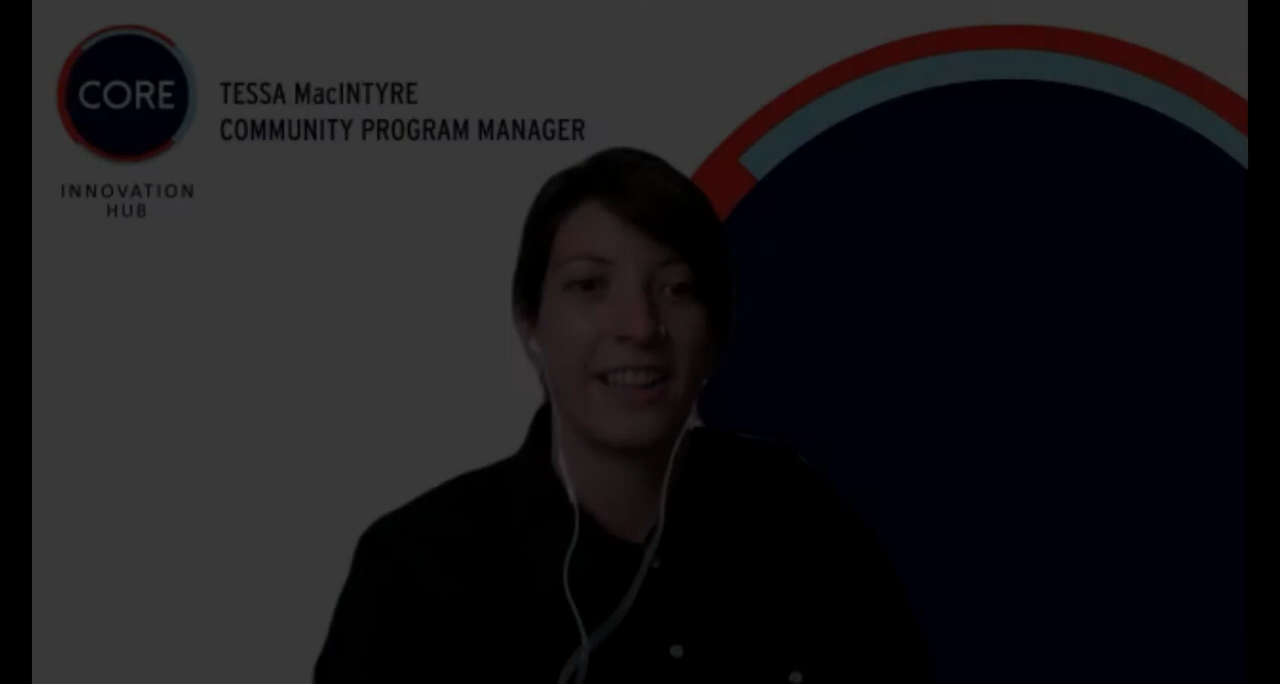 CORE
INNOVATION
HUB
TESSA MacINTYRE
COMMUNITY PROGRAM MANAGER